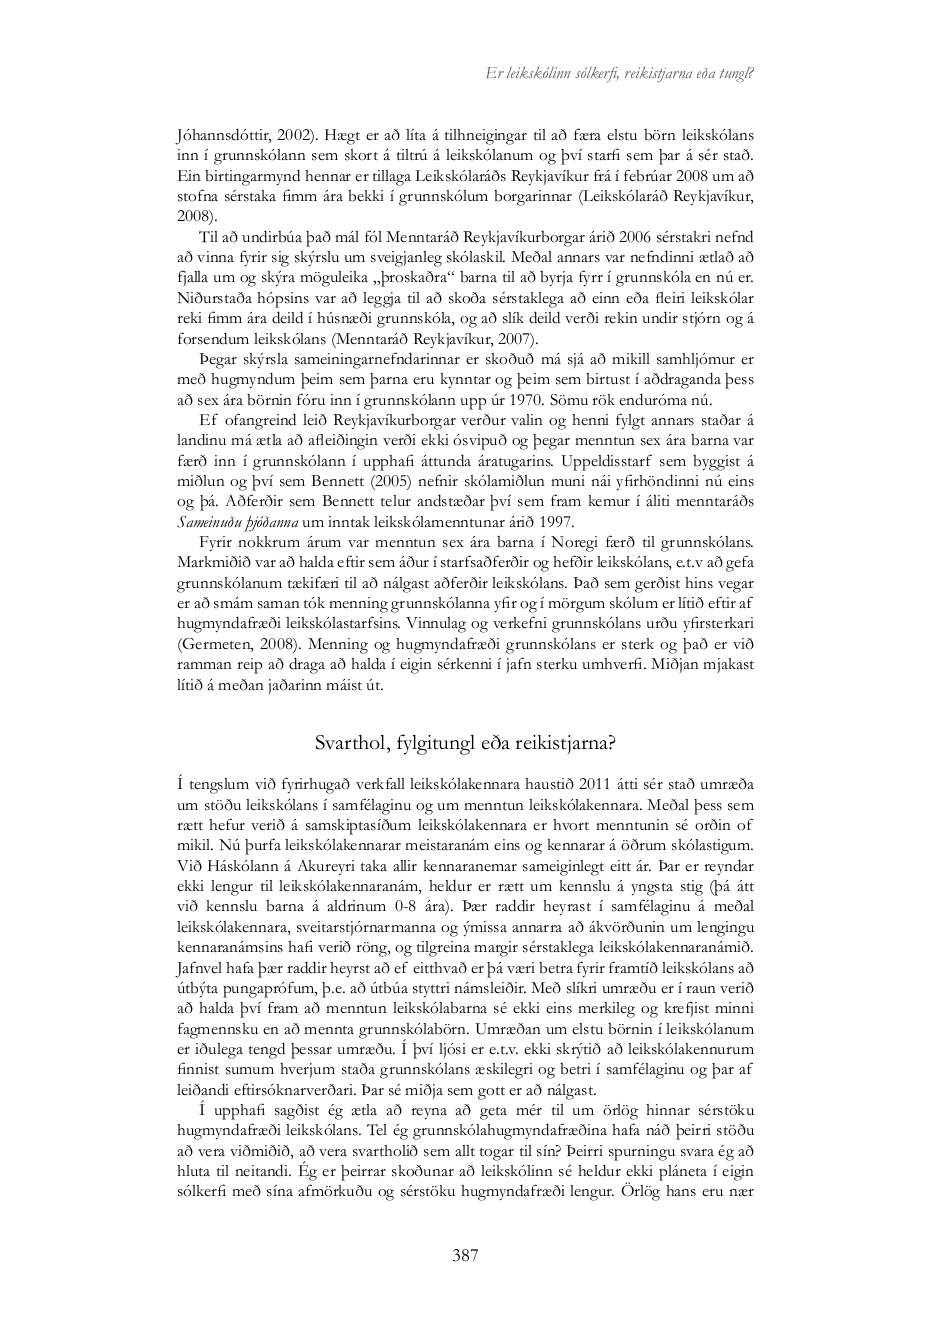 Er leikskólinn sólkerfi, reikistjarna eða tungl?
Jóhannsdóttir, 2002). Hægt er að líta á tilhneigingar til að færa elstu börn leikskólans
inn í grunnskólann sem skort á tiltrú á leikskólanum og því starfi sem þar á sér stað.
Ein birtingarmynd hennar er tillaga Leikskólaráðs Reykjavíkur frá í febrúar 2008 um að
stofna sérstaka fimm ára bekki í grunnskólum borgarinnar (Leikskólaráð Reykjavíkur,
2008).
Til að undirbúa það mál fól Menntaráð Reykjavíkurborgar árið 2006 sérstakri nefnd
að vinna fyrir sig skýrslu um sveigjanleg skólaskil. Meðal annars var nefndinni ætlað að
fjalla um og skýra möguleika „þroskaðra“ barna til að byrja fyrr í grunnskóla en nú er.
Niðurstaða hópsins var að leggja til að skoða sérstaklega að einn eða fleiri leikskólar
reki fimm ára deild í húsnæði grunnskóla, og að slík deild verði rekin undir stjórn og á
forsendum leikskólans (Menntaráð Reykjavíkur, 2007).
Þegar skýrsla sameiningarnefndarinnar er skoðuð má sjá að mikill samhljómur er
með hugmyndum þeim sem þarna eru kynntar og þeim sem birtust í aðdraganda þess
að sex ára börnin fóru inn í grunnskólann upp úr 1970. Sömu rök enduróma nú.
Ef ofangreind leið Reykjavíkurborgar verður valin og henni fylgt annars staðar á
landinu má ætla að afleiðingin verði ekki ósvipuð og þegar menntun sex ára barna var
færð inn í grunnskólann í upphafi áttunda áratugarins. Uppeldisstarf sem byggist á
miðlun og því sem Bennett (2005) nefnir skólamiðlun muni nái yfirhöndinni nú eins
og þá. Aðferðir sem Bennett telur andstæðar því sem fram kemur í áliti menntaráðs
Sameinuðu þjóðanna um inntak leikskólamenntunar árið 1997.
Fyrir nokkrum árum var menntun sex ára barna í Noregi færð til grunnskólans.
Markmiðið var að halda eftir sem áður í starfsaðferðir og hefðir leikskólans, e.t.v að gefa
grunnskólanum tækifæri til að nálgast aðferðir leikskólans. Það sem gerðist hins vegar
er að smám saman tók menning grunnskólanna yfir og í mörgum skólum er lítið eftir af
hugmyndafræði leikskólastarfsins. Vinnulag og verkefni grunnskólans urðu yfirsterkari
(Germeten, 2008). Menning og hugmyndafræði grunnskólans er sterk og það er við
ramman reip að draga að halda í eigin sérkenni í jafn sterku umhverfi. Miðjan mjakast
lítið á meðan jaðarinn máist út.
Svarthol, fylgitungl eða reikistjarna?
Í tengslum við fyrirhugað verkfall leikskólakennara haustið 2011 átti sér stað umræða
um stöðu leikskólans í samfélaginu og um menntun leikskólakennara. Meðal þess sem
rætt hefur verið á samskiptasíðum leikskólakennara er hvort menntunin sé orðin of
mikil. Nú þurfa leikskólakennarar meistaranám eins og kennarar á öðrum skólastigum.
Við Háskólann á Akureyri taka allir kennaranemar sameiginlegt eitt ár. Þar er reyndar
ekki lengur til leikskólakennaranám, heldur er rætt um kennslu á yngsta stig (þá átt
við kennslu barna á aldrinum 0-8 ára). Þær raddir heyrast í samfélaginu á meðal
leikskólakennara, sveitarstjórnarmanna og ýmissa annarra að ákvörðunin um lengingu
kennaranámsins hafi verið röng, og tilgreina margir sérstaklega leikskólakennaranámið.
Jafnvel hafa þær raddir heyrst að ef eitthvað er þá væri betra fyrir framtíð leikskólans að
útbýta pungaprófum, þ.e. að útbúa styttri námsleiðir. Með slíkri umræðu er í raun verið
að halda því fram að menntun leikskólabarna sé ekki eins merkileg og krefjist minni
fagmennsku en að mennta grunnskólabörn. Umræðan um elstu börnin í leikskólanum
er iðulega tengd þessar umræðu. Í því ljósi er e.t.v. ekki skrýtið að leikskólakennurum
finnist sumum hverjum staða grunnskólans æskilegri og betri í samfélaginu og þar af
leiðandi eftirsóknarverðari. Þar sé miðja sem gott er að nálgast.
Í upphafi sagðist ég ætla að reyna að geta mér til um örlög hinnar sérstöku
hugmyndafræði leikskólans. Tel ég grunnskólahugmyndafræðina hafa náð þeirri stöðu
að vera viðmiðið, að vera svartholið sem allt togar til sín? Þeirri spurningu svara ég að
hluta til neitandi. Ég er þeirrar skoðunar að leikskólinn sé heldur ekki pláneta í eigin
sólkerfi með sína afmörkuðu og sérstöku hugmyndafræði lengur. Örlög hans eru nær
387